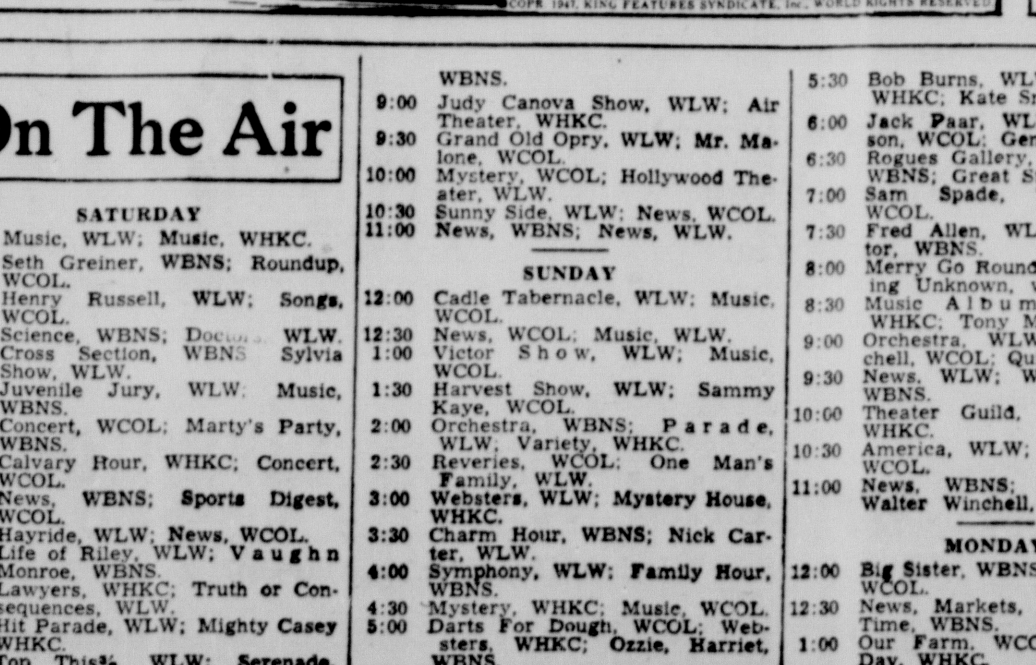 COPR 1947, KING FEATURES SYNDICATE, Inc., WORLD RIGHTS RESERVED
On The Air
SATURDAY
Music, WLW; Music, WHKC.
Seth Greiner, WBNS; Roundup,
WCOL.
Henry Russell, WLW; Songs,
WCOL.
Science, WBNS; WLW.
Cross Section, WBNS Sylvia
Show, WLW.
Juvenile Jury, WLW; Music,
WBNS.
Concert, WCOL; Marty's Party,
WBNS.
Calvary Hour, WHKC; Concert,
WCOL.
News, WBNS; Sports Digest,
WCOL.
Hayride, WLW; News, WCOL.
Life of Riley, WLW; Vaughn
Monroe, WBNS.
Lawyers, WHKC; Truth or Con-
sequences, WLW.
Hit Parade, WLW; Mighty Casey
WHKC.
Top WLW; Serenade,
WBNS.
9:00 Judy Canova Show, WLW; Air
Theater, WHKC.
9:30 Grand Old Opry, WLW; Mr. Ma-
lone, WCOL.
10:00 Mystery, WCOL; Hollywood The-
ater, WLW.
10:30 Sunny Side, WLW; News, WCOL.
11:00 News, WBNS; News, WLW.
SUNDAY
12:00 Cadle Tabernacle, WLW; Music,
WCOL.
12:30 News, WCOL; Music, WLW.
1:00 Victor Show, WLW; Music,
WCOL.
1:30 Harvest Show, WLW; Sammy
Kaye, WCOL.
2:00 Orchestra, WBNS; Parade,
WLW; Variety, WHKC.
2:30 Reveries, WCOL; One Man's
Family, WLW.
3:00 Websters, WLW; Mystery House,
WHKC.
3:30 Charm Hour, WBNS; Nick Car-
ter, WLW.
4:00 Symphony, WLW; Family Hour,
WBNS.
4:30 Mystery, WHKC; Music, WCOL.
5:00 Darts For Dough, WCOL; Web-
sters, WHKC; Ozzie, Harriet,
WBNS
5:30 Bob Burns, WL
WHKC; Kate S
6:00 Jack Paar, WL
son, WCOL; Ge
6:30 Rogues Gallery,
WBNS; Great S
7:00 Sam Spade,
WCOL.
7:30 Fred Allen, WL
tor, WBNS.
8:00 Merry Go Round
ing Unknown,
8:30 Music Album
WHKC; Tony M
9:00 Orchestra, WLW
chell, WCOL; Qu
9:30 News, WLW; W
WBNS.
10:00 Theater Guild,
WHKC.
10:30 America, WLW;
WCOL.
11:00 News, WBNS;
Walter Winchell,
MONDAY
12:00 Big Sister, WBNS
WCOL.
12:30 News, Markets,
Time, WBNS.
1:00 Our Farm, WCO
Day, WHKC.